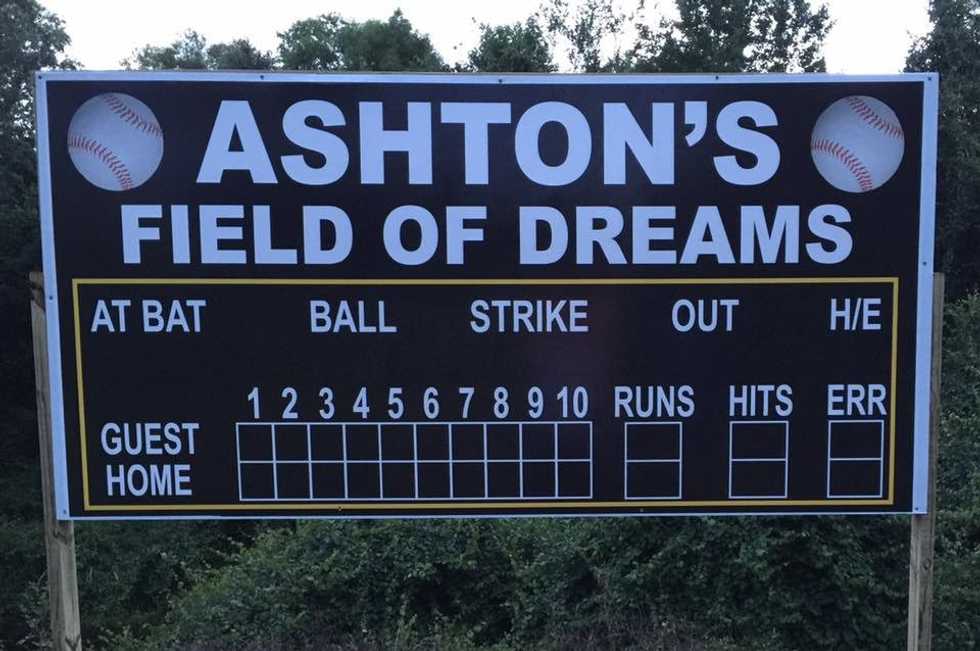 ASHTON'S
FIELD OF DREAMS
AT BAT BALL STRIKE OUT H/E
1 2 3 4 5 6 7 8 9 10 RUNS HITS ERR
GUEST
HOME